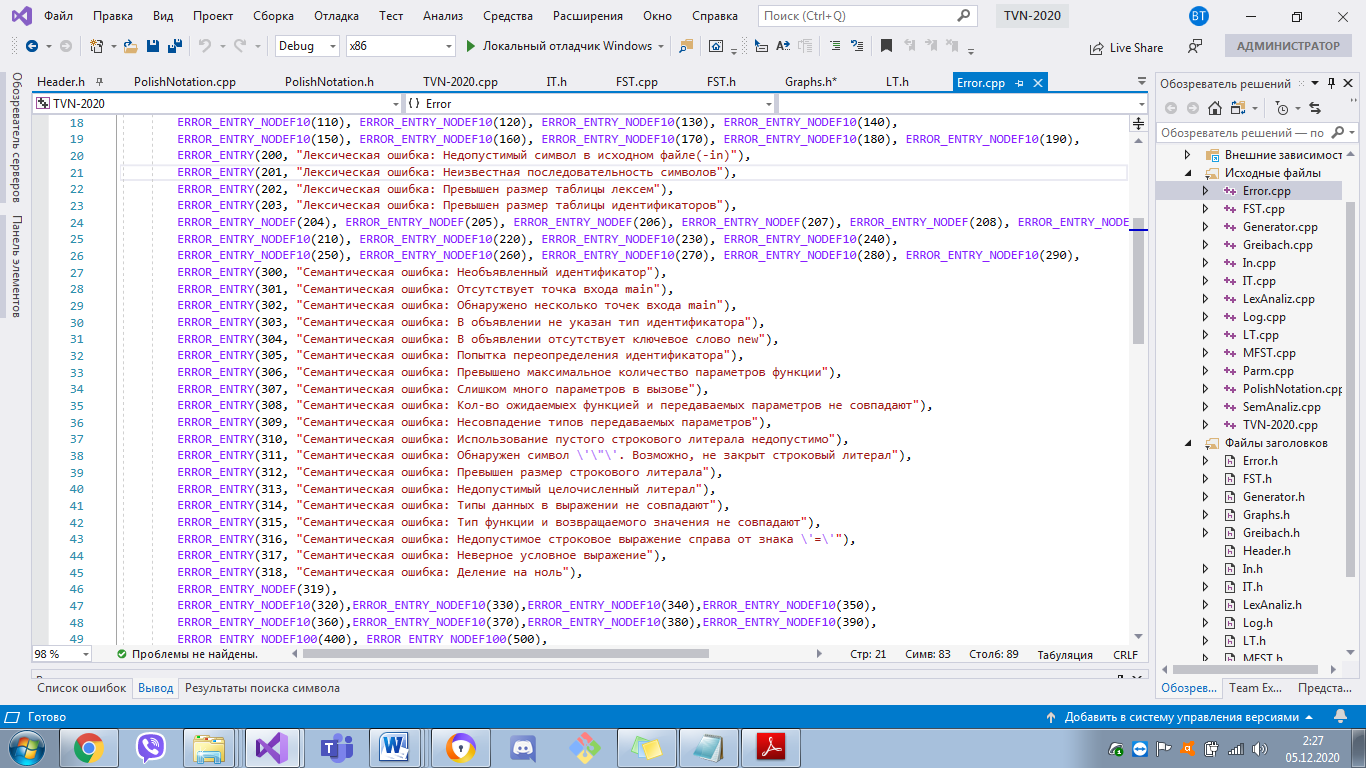 Файл Правка Вид Проект Сборка Отладка Тест Анализ Средства Расширения Окно Справка Поиск (Ctrl+Q) TVN-2020 ВТ
Debug x86 Локальный отладчик Windows Live Share АДМИНИСТРАТОР
Обозреватель серверов
Панель элементов
Header.h PolishNotation.cpp PolishNotation.h TVN-2020.cpp IT.h FST.cpp FST.h Graphs.h* LT.h Error.cpp
TVN-2020 { } Error
18 ERROR_ENTRY_NODEF10(110), ERROR_ENTRY_NODEF10(120), ERROR_ENTRY_NODEF10(130), ERROR_ENTRY_NODEF10(140),
19 ERROR_ENTRY_NODEF10(150), ERROR_ENTRY_NODEF10(160), ERROR_ENTRY_NODEF10(170), ERROR_ENTRY_NODEF10(180), ERROR_ENTRY_NODEF10(190),
20 ERROR_ENTRY(200, "Лексическая ошибка: Недопустимый символ в исходном файле(-in)"),
21 ERROR_ENTRY(201, "Лексическая ошибка: Неизвестная последовательность символов"),
22 ERROR_ENTRY(202, "Лексическая ошибка: Превышен размер таблицы лексем"),
23 ERROR_ENTRY(203, "Лексическая ошибка: Превышен размер таблицы идентификаторов"),
24 ERROR_ENTRY_NODEF(204), ERROR_ENTRY_NODEF(205), ERROR_ENTRY_NODEF(206), ERROR_ENTRY_NODEF(207), ERROR_ENTRY_NODEF(208), ERROR_ENTRY_NODE
25 ERROR_ENTRY_NODEF10(210), ERROR_ENTRY_NODEF10(220), ERROR_ENTRY_NODEF10(230), ERROR_ENTRY_NODEF10(240),
26 ERROR_ENTRY_NODEF10(250), ERROR_ENTRY_NODEF10(260), ERROR_ENTRY_NODEF10(270), ERROR_ENTRY_NODEF10(280), ERROR_ENTRY_NODEF10(290),
27 ERROR_ENTRY(300, "Семантическая ошибка: Необъявленный идентификатор"),
28 ERROR_ENTRY(301, "Семантическая ошибка: Отсутствует точка входа main"),
29 ERROR_ENTRY(302, "Семантическая ошибка: Обнаружено несколько точек входа main"),
30 ERROR_ENTRY(303, "Семантическая ошибка: В объявлении не указан тип идентификатора"),
31 ERROR_ENTRY(304, "Семантическая ошибка: В объявлении отсутствует ключевое слово new"),
32 ERROR_ENTRY(305, "Семантическая ошибка: Попытка переопределения идентификатора"),
33 ERROR_ENTRY(306, "Семантическая ошибка: Превышено максимальное количество параметров функции"),
34 ERROR_ENTRY(307, "Семантическая ошибка: Слишком много параметров в вызове"),
35 ERROR_ENTRY(308, "Семантическая ошибка: Кол-во ожидаемыех функцией и передаваемых параметров не совпадают"),
36 ERROR_ENTRY(309, "Семантическая ошибка: Несовпадение типов передаваемых параметров"),
37 ERROR_ENTRY(310, "Семантическая ошибка: Использование пустого строкового литерала недопустимо"),
38 ERROR_ENTRY(311, "Семантическая ошибка: Обнаружен символ \'\"\'. Возможно, не закрыт строковый литерал"),
39 ERROR_ENTRY(312, "Семантическая ошибка: Превышен размер строкового литерала"),
40 ERROR_ENTRY(313, "Семантическая ошибка: Недопустимый целочисленный литерал"),
41 ERROR_ENTRY(314, "Семантическая ошибка: Типы данных в выражении не совпадают"),
42 ERROR_ENTRY(315, "Семантическая ошибка: Тип функции и возвращаемого значения не совпадают"),
43 ERROR_ENTRY(316, "Семантическая ошибка: Недопустимое строковое выражение справа от знака \'=\'"),
44 ERROR_ENTRY(317, "Семантическая ошибка: Неверное условное выражение"),
45 ERROR_ENTRY(318, "Семантическая ошибка: Деление на ноль"),
46 ERROR_ENTRY_NODEF(319),
47 ERROR_ENTRY_NODEF10(320),ERROR_ENTRY_NODEF10(330),ERROR_ENTRY_NODEF10(340),ERROR_ENTRY_NODEF10(350),
48 ERROR_ENTRY_NODEF10(360),ERROR_ENTRY_NODEF10(370),ERROR_ENTRY_NODEF10(380),ERROR_ENTRY_NODEF10(390),
49 ERROR_ENTRY_NODEF100(400), ERROR_ENTRY_NODEF100(500),
98 % Проблемы не найдены. Стр: 21 Симв: 83 Столб: 89 Табуляция CRLF
Список ошибок Вывод Результаты поиска символа
Обозреватель решений
Обозреватель решений — по
Внешние зависимост
Исходные файлы
Error.cpp
FST.cpp
Generator.cpp
Greibach.cpp
In.cpp
IT.cpp
LexAnaliz.cpp
Log.cpp
LT.cpp
MFST.cpp
Parm.cpp
PolishNotation.cpp
SemAnaliz.cpp
TVN-2020.cpp
Файлы заголовков
Error.h
FST.h
Generator.h
Graphs.h
Greibach.h
Header.h
In.h
IT.h
LexAnaliz.h
Log.h
LT.h
MFST.h
Обозрев... Team Ex... Предста...
Готово Добавить в систему управления версиями
2:27
05.12.2020